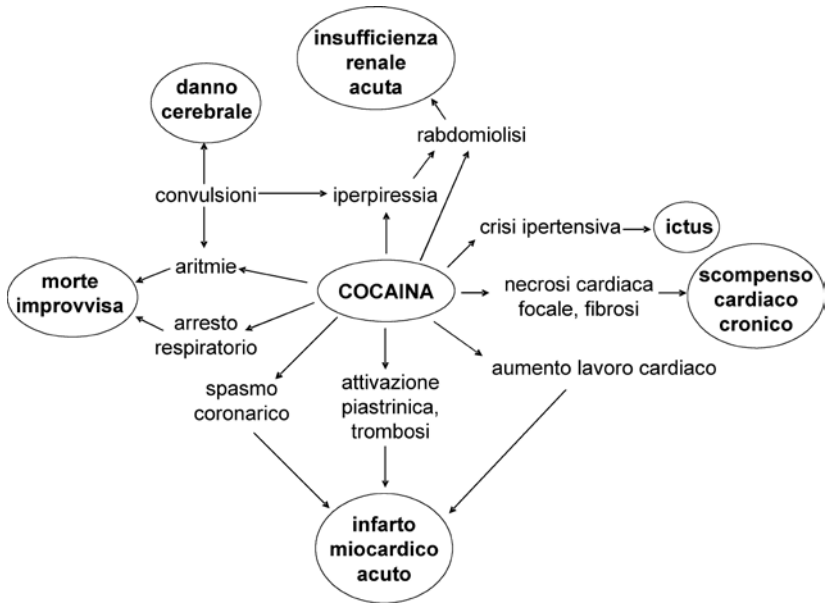 insufficienza
renale
acuta
danno
cerebrale
rabdomiolisi
convulsioni
iperpiressia
crisi ipertensiva
ictus
aritmie
morte
improvvisa
COCAINA
necrosi cardiaca
focale, fibrosi
scompenso
cardiaco
cronico
arresto
respiratorio
aumento lavoro cardiaco
spasmo
coronarico
attivazione
piastrinica,
trombosi
infarto
miocardico
acuto